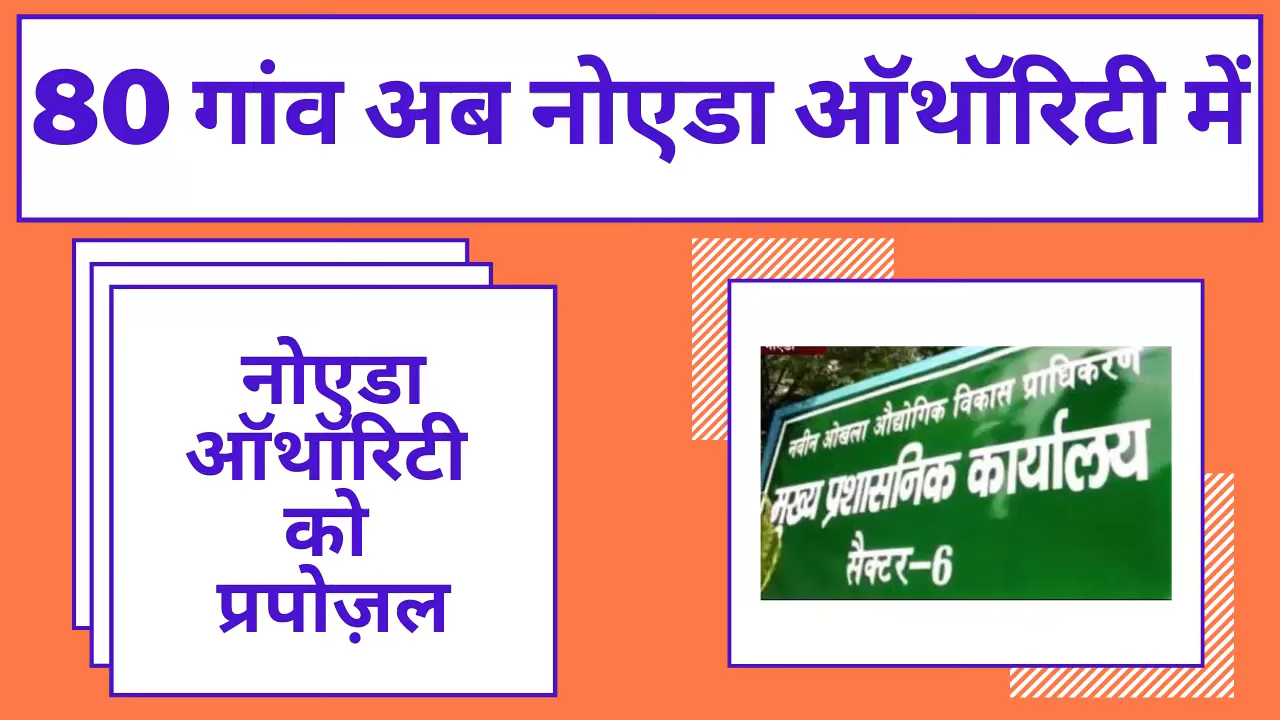 80 गांव अब नोएडा ऑथॉरिटी में
नोएडा
ऑथॉरिटी
को
प्रपोज़ल
नवीन ओखला औद्योगिक विकास प्राधिकरण
मुख्य प्रशासनिक कार्यालय
सैक्टर-6